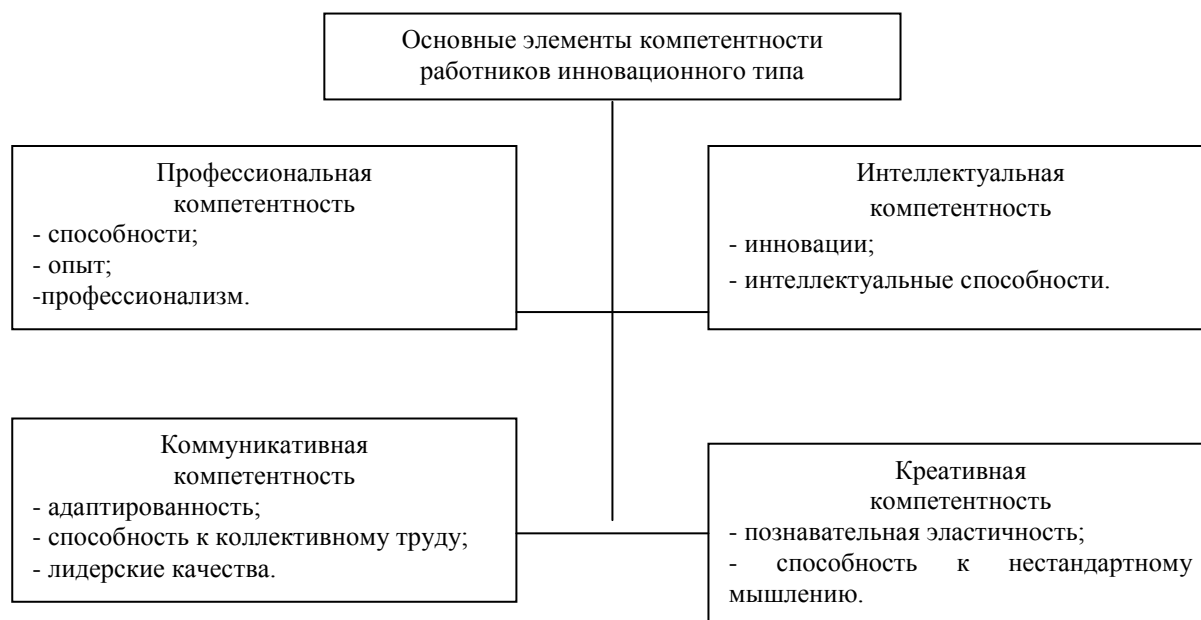 Основные элементы компетентности
работников инновационного типа
Профессиональная
компетентность
- способности;
- опыт;
-профессионализм.
Интеллектуальная
компетентность
- инновации;
- интеллектуальные способности.
Коммуникативная
компетентность
- адаптированность;
- способность к коллективному труду;
- лидерские качества.
Креативная
компетентность
- познавательная эластичность;
- способность к нестандартному
мышлению.